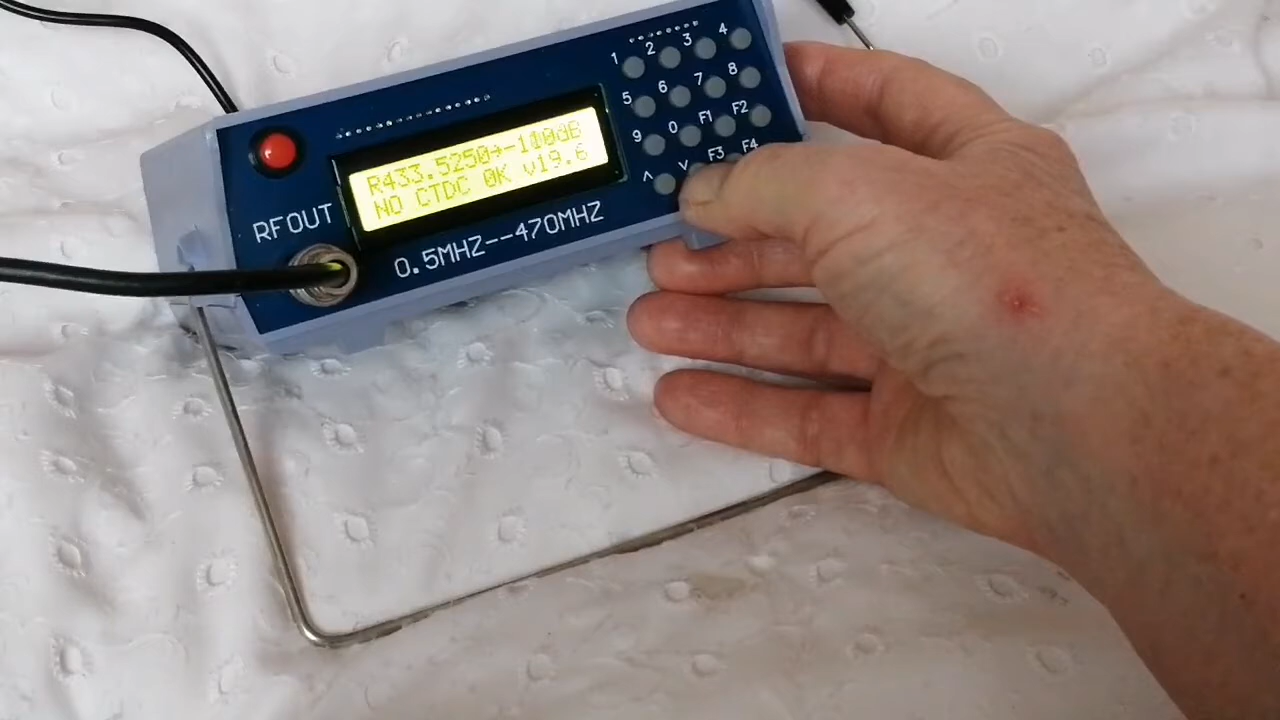 1 2 3 4
5 6 7 8
9 0 F1 F2
^ v F3 F4
R433.5250→-110dB
NO CTDC OK v19.6
RFOUT
0.5MHZ--470MHZ